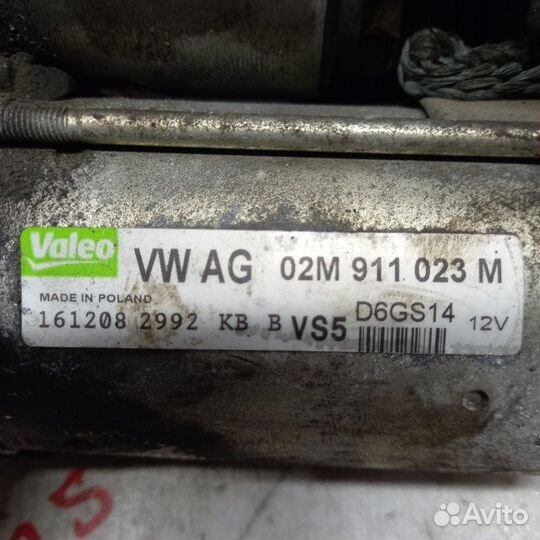 Valeo
VW AG 02M 911 023 M
MADE IN POLAND
161208 2992 KB B VS5 D6GS14 12V
Avito